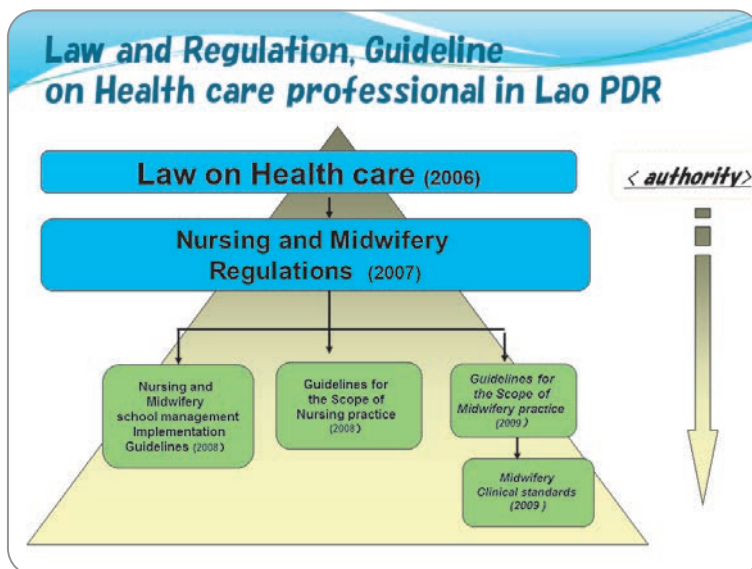 Law and Regulation, Guideline
on Health care professional in Lao PDR
Law on Health care (2006)
< authority>
Nursing and Midwifery
Regulations (2007)
Nursing and
Midwifery
school management
Implementation
Guidelines (2008)
Guidelines for
the Scope of
Nursing practice
(2008)
Guidelines for
the Scope of
Midwifery practice
(2009)
Midwifery
Clinical standards
(2009)